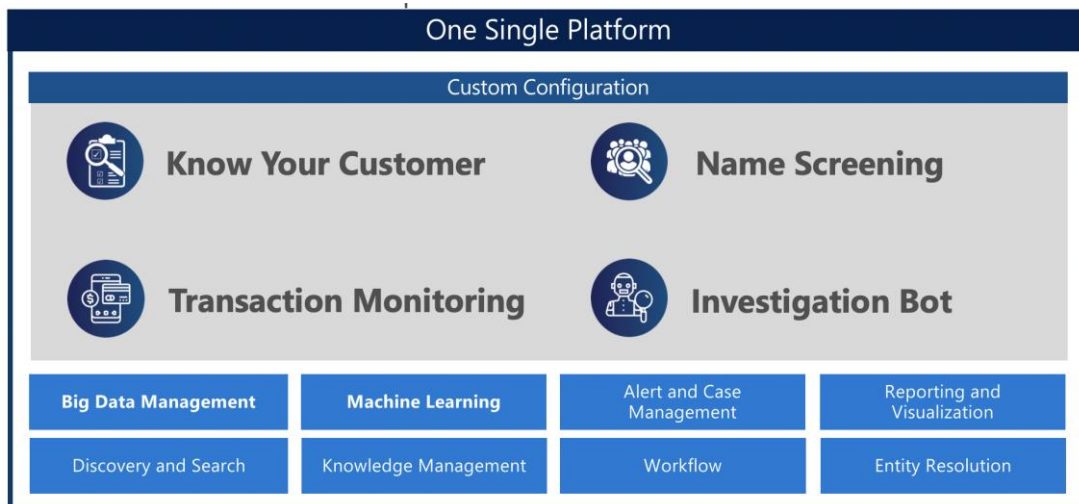 One Single Platform
Custom Configuration
Know Your Customer
Name Screening
Transaction Monitoring
Investigation Bot
Big Data Management
Machine Learning
Alert and Case
Management
Reporting and
Visualization
Discovery and Search
Knowledge Management
Workflow
Entity Resolution